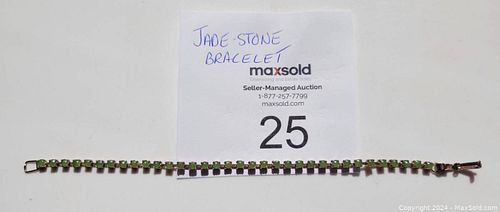 JADE-STONE
BRACELET
maxsold
Seller-Managed Auction
1-877-257-7799
maxsold.com
25
Copyright 2024 - MaxSold.com